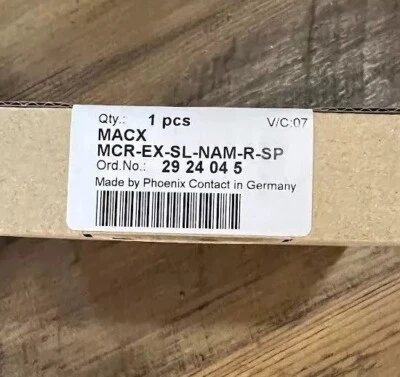 Qty.: 1 pcs V/C:07
MACX
MCR-EX-SL-NAM-R-SP
Ord.No.: 29 24 04 5
Made by Phoenix Contact in Germany